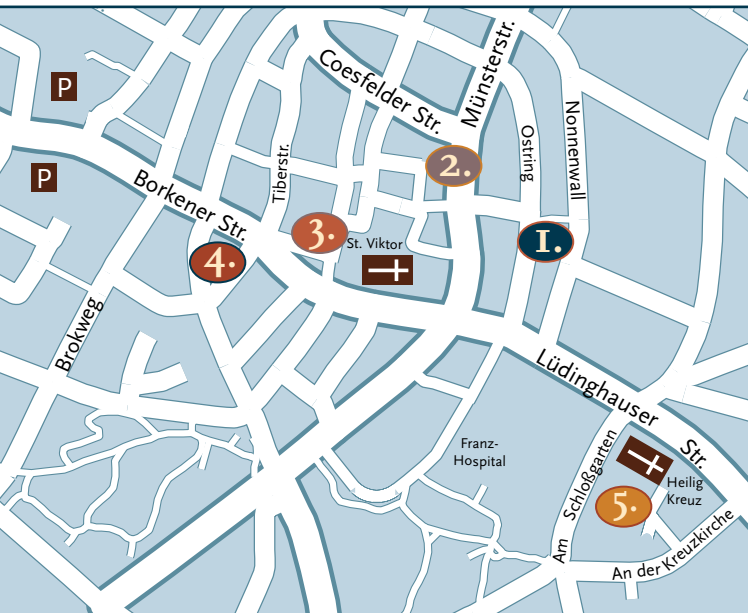 Münsterstr.
Coesfelder Str.
P
Ostring
Nonnenwall
2.
Tiberstr.
P
Borkener Str.
3.
St. Viktor
1.
4.
Brokweg
Lüdinghauser
Str.
Franz-
Hospital
Am Schloßgarten
Heilig
Kreuz
5.
An der Kreuzkirche